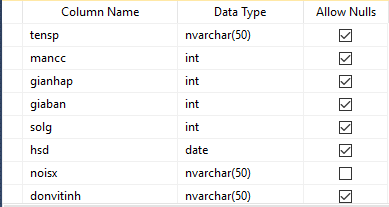 Column Name Data Type Allow Nulls
tensp nvarchar(50)
mancc int
gianhap int
giaban int
solg int
hsd date
noisx nvarchar(50)
donvitinh nvarchar(50)